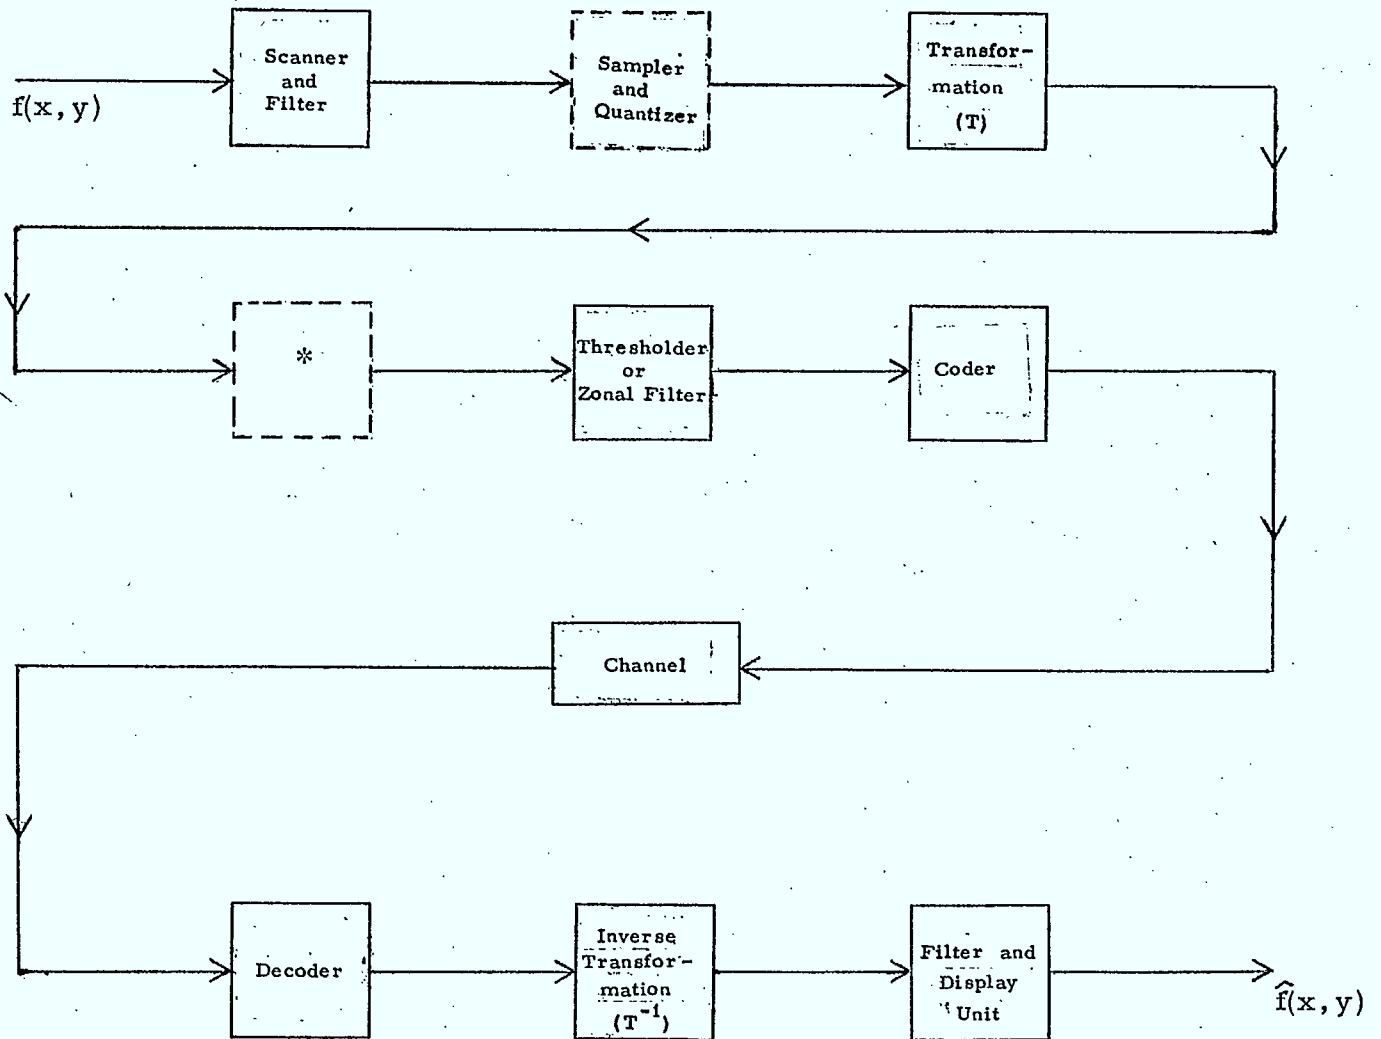 f(x, y)
Scanner
and
Filter
Sampler
and
Quantizer
Transfor-
mation
(T)
*
Thresholder
or
Zonal Filter
Coder
Channel
Decoder
Inverse
Transfor-
mation
(T⁻¹)
Filter and
Display
Unit
f̂(x, y)